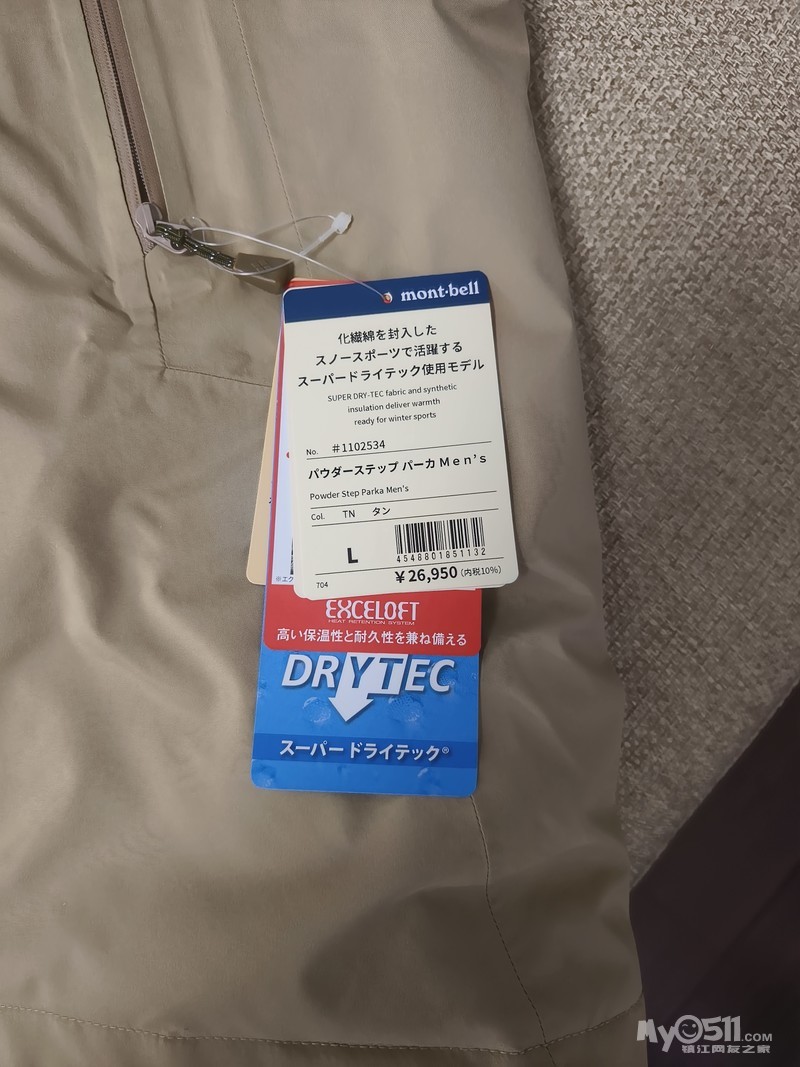 mont·bell
化繊綿を封入した
スノースポーツで活躍する
スーパードライテック使用モデル
SUPER DRY-TEC fabric and synthetic
insulation deliver warmth
ready for winter sports
No. #1102534
パウダーステップ パーカ Men's
Powder Step Parka Men's
Col. TN タン
L
4548801851132
T04
¥26,950(内税10%)
※エク
EXCELOFT
HEAT RETENTION SYSTEM
高い保温性と耐久性を兼ね備える
DRYTEC
スーパー ドライテック®
My0511.COM
镇江网友之家